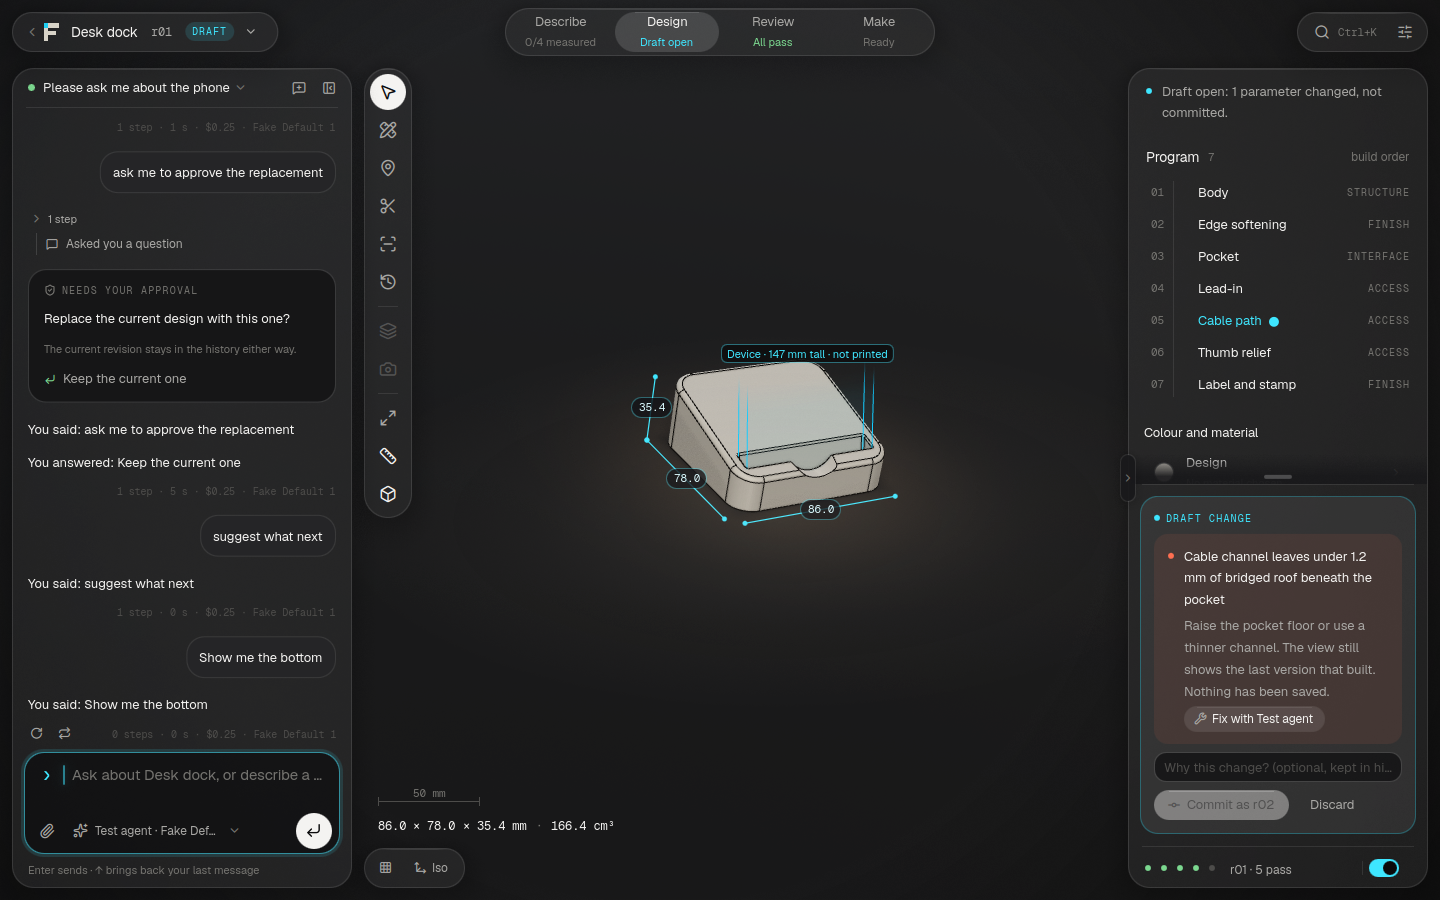 Desk dock r01 DRAFT
Describe
0/4 measured
Design
Draft open
Review
All pass
Make
Ready
Ctrl+K
Please ask me about the phone
1 step · 1 s · $0.25 · Fake Default 1
ask me to approve the replacement
1 step
Asked you a question
NEEDS YOUR APPROVAL
Replace the current design with this one?
The current revision stays in the history either way.
Keep the current one
You said: ask me to approve the replacement
You answered: Keep the current one
1 step · 5 s · $0.25 · Fake Default 1
suggest what next
You said: suggest what next
1 step · 0 s · $0.25 · Fake Default 1
Show me the bottom
You said: Show me the bottom
0 steps · 0 s · $0.25 · Fake Default 1
Ask about Desk dock, or describe a ...
Test agent · Fake Def...
Enter sends · ↑ brings back your last message
Device · 147 mm tall · not printed
35.4
78.0
86.0
50 mm
86.0 × 78.0 × 35.4 mm · 166.4 cm³
Iso
Draft open: 1 parameter changed, not
committed.
Program 7 build order
01 Body STRUCTURE
02 Edge softening FINISH
03 Pocket INTERFACE
04 Lead-in ACCESS
05 Cable path ACCESS
06 Thumb relief ACCESS
07 Label and stamp FINISH
Colour and material
Design
DRAFT CHANGE
Cable channel leaves under 1.2
mm of bridged roof beneath the
pocket
Raise the pocket floor or use a
thinner channel. The view still
shows the last version that built.
Nothing has been saved.
Fix with Test agent
Why this change? (optional, kept in hi...
Commit as r02 Discard
r01 · 5 pass